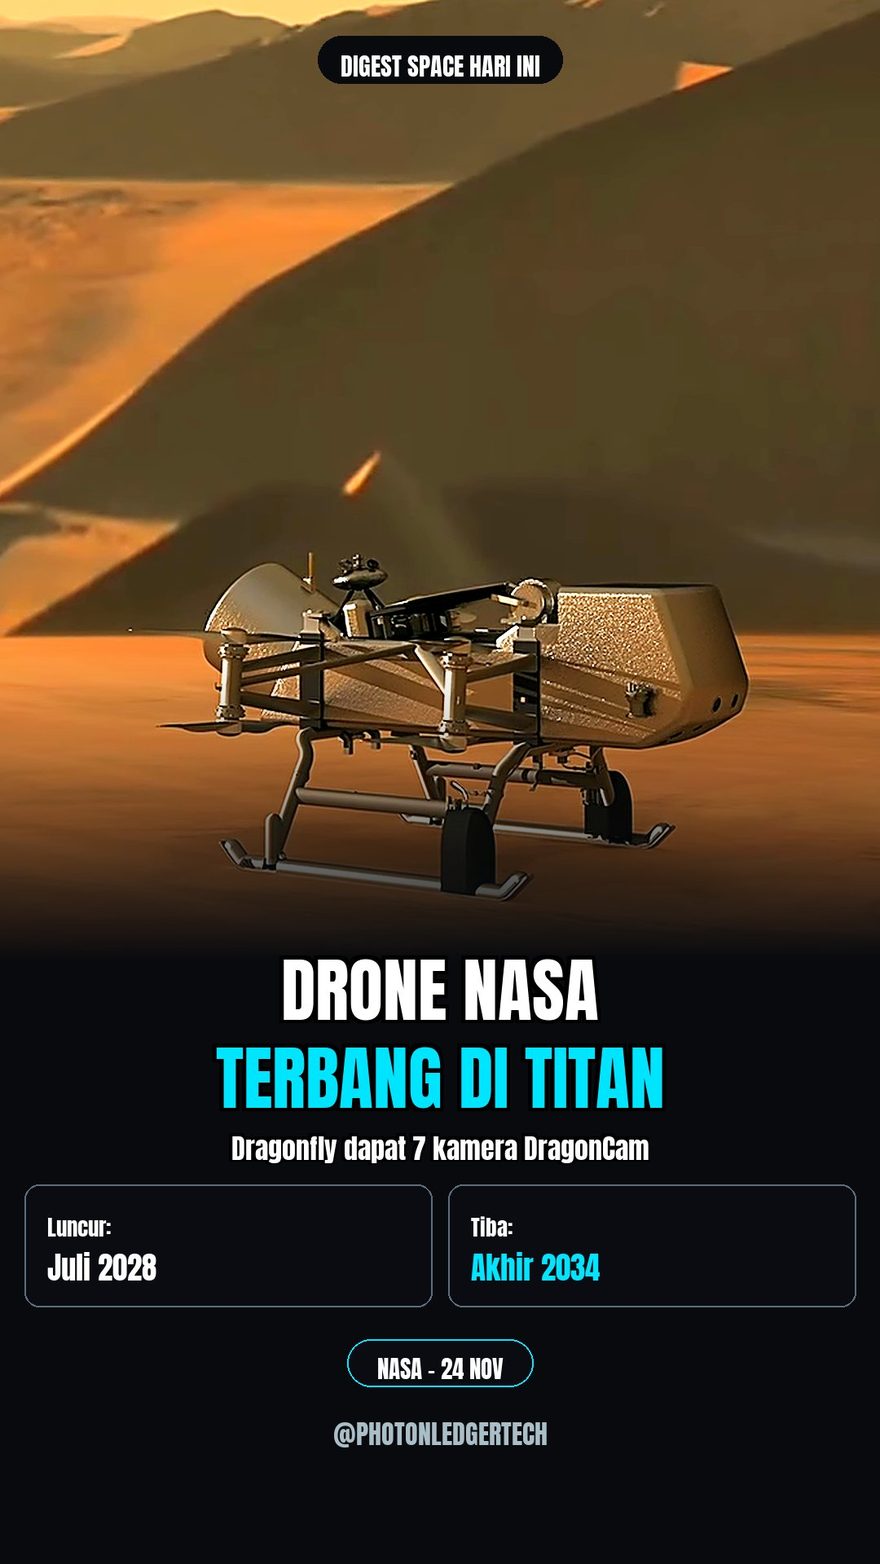 DIGEST SPACE HARI INI
DRONE NASA
TERBANG DI TITAN
Dragonfly dapat 7 kamera DragonCam
Luncur:
Juli 2028
Tiba:
Akhir 2034
NASA - 24 NOV
@PHOTONLEDGERTECH